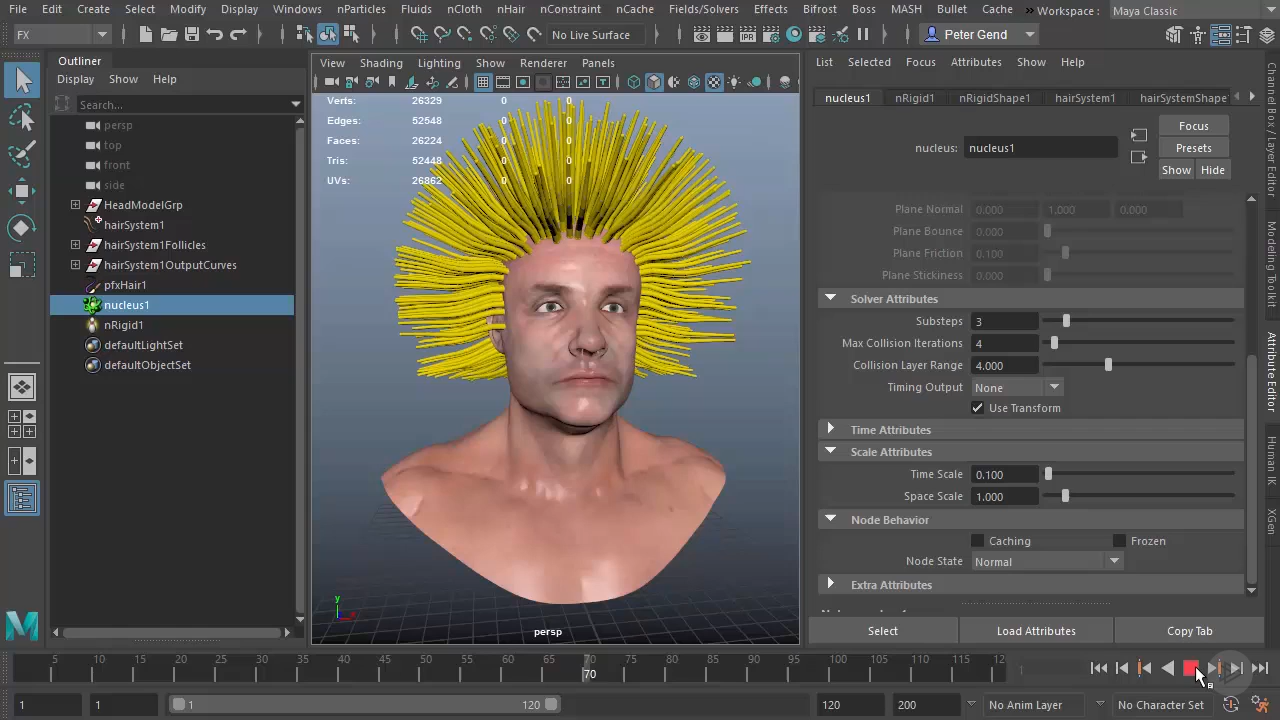 File Edit Create Select Modify Display Windows nParticles Fluids nCloth nHair nConstraint nCache Fields/Solvers Effects Bifrost Boss MASH Bullet Cache » Workspace : Maya Classic
FX No Live Surface Peter Gend
Outliner
Display Show Help
Search...
persp
top
front
side
HeadModelGrp
hairSystem1
hairSystem1Follicles
hairSystem1OutputCurves
pfxHair1
nucleus1
nRigid1
defaultLightSet
defaultObjectSet
View Shading Lighting Show Renderer Panels
Verts: 26329 0 0
Edges: 52548 0 0
Faces: 26224 0 0
Tris: 52448 0 0
UVs: 26862 0 0
y
persp
List Selected Focus Attributes Show Help
nucleus1 nRigid1 nRigidShape1 hairSystem1 hairSystemShape
nucleus: nucleus1
Focus
Presets
Show Hide
Plane Normal 0.000 1.000 0.000
Plane Bounce 0.000
Plane Friction 0.100
Plane Stickiness 0.000
Solver Attributes
Substeps 3
Max Collision Iterations 4
Collision Layer Range 4.000
Timing Output None
Use Transform
Time Attributes
Scale Attributes
Time Scale 0.100
Space Scale 1.000
Node Behavior
Caching Frozen
Node State Normal
Extra Attributes
Select Load Attributes Copy Tab
Channel Box / Layer Editor
Modeling Toolkit
Attribute Editor
Human IK
XGen
5 10 15 20 25 30 35 40 45 50 55 60 65 70 75 80 85 90 95 100 105 110 115 12
70
1
1 1 1 120 120 200 No Anim Layer No Character Set